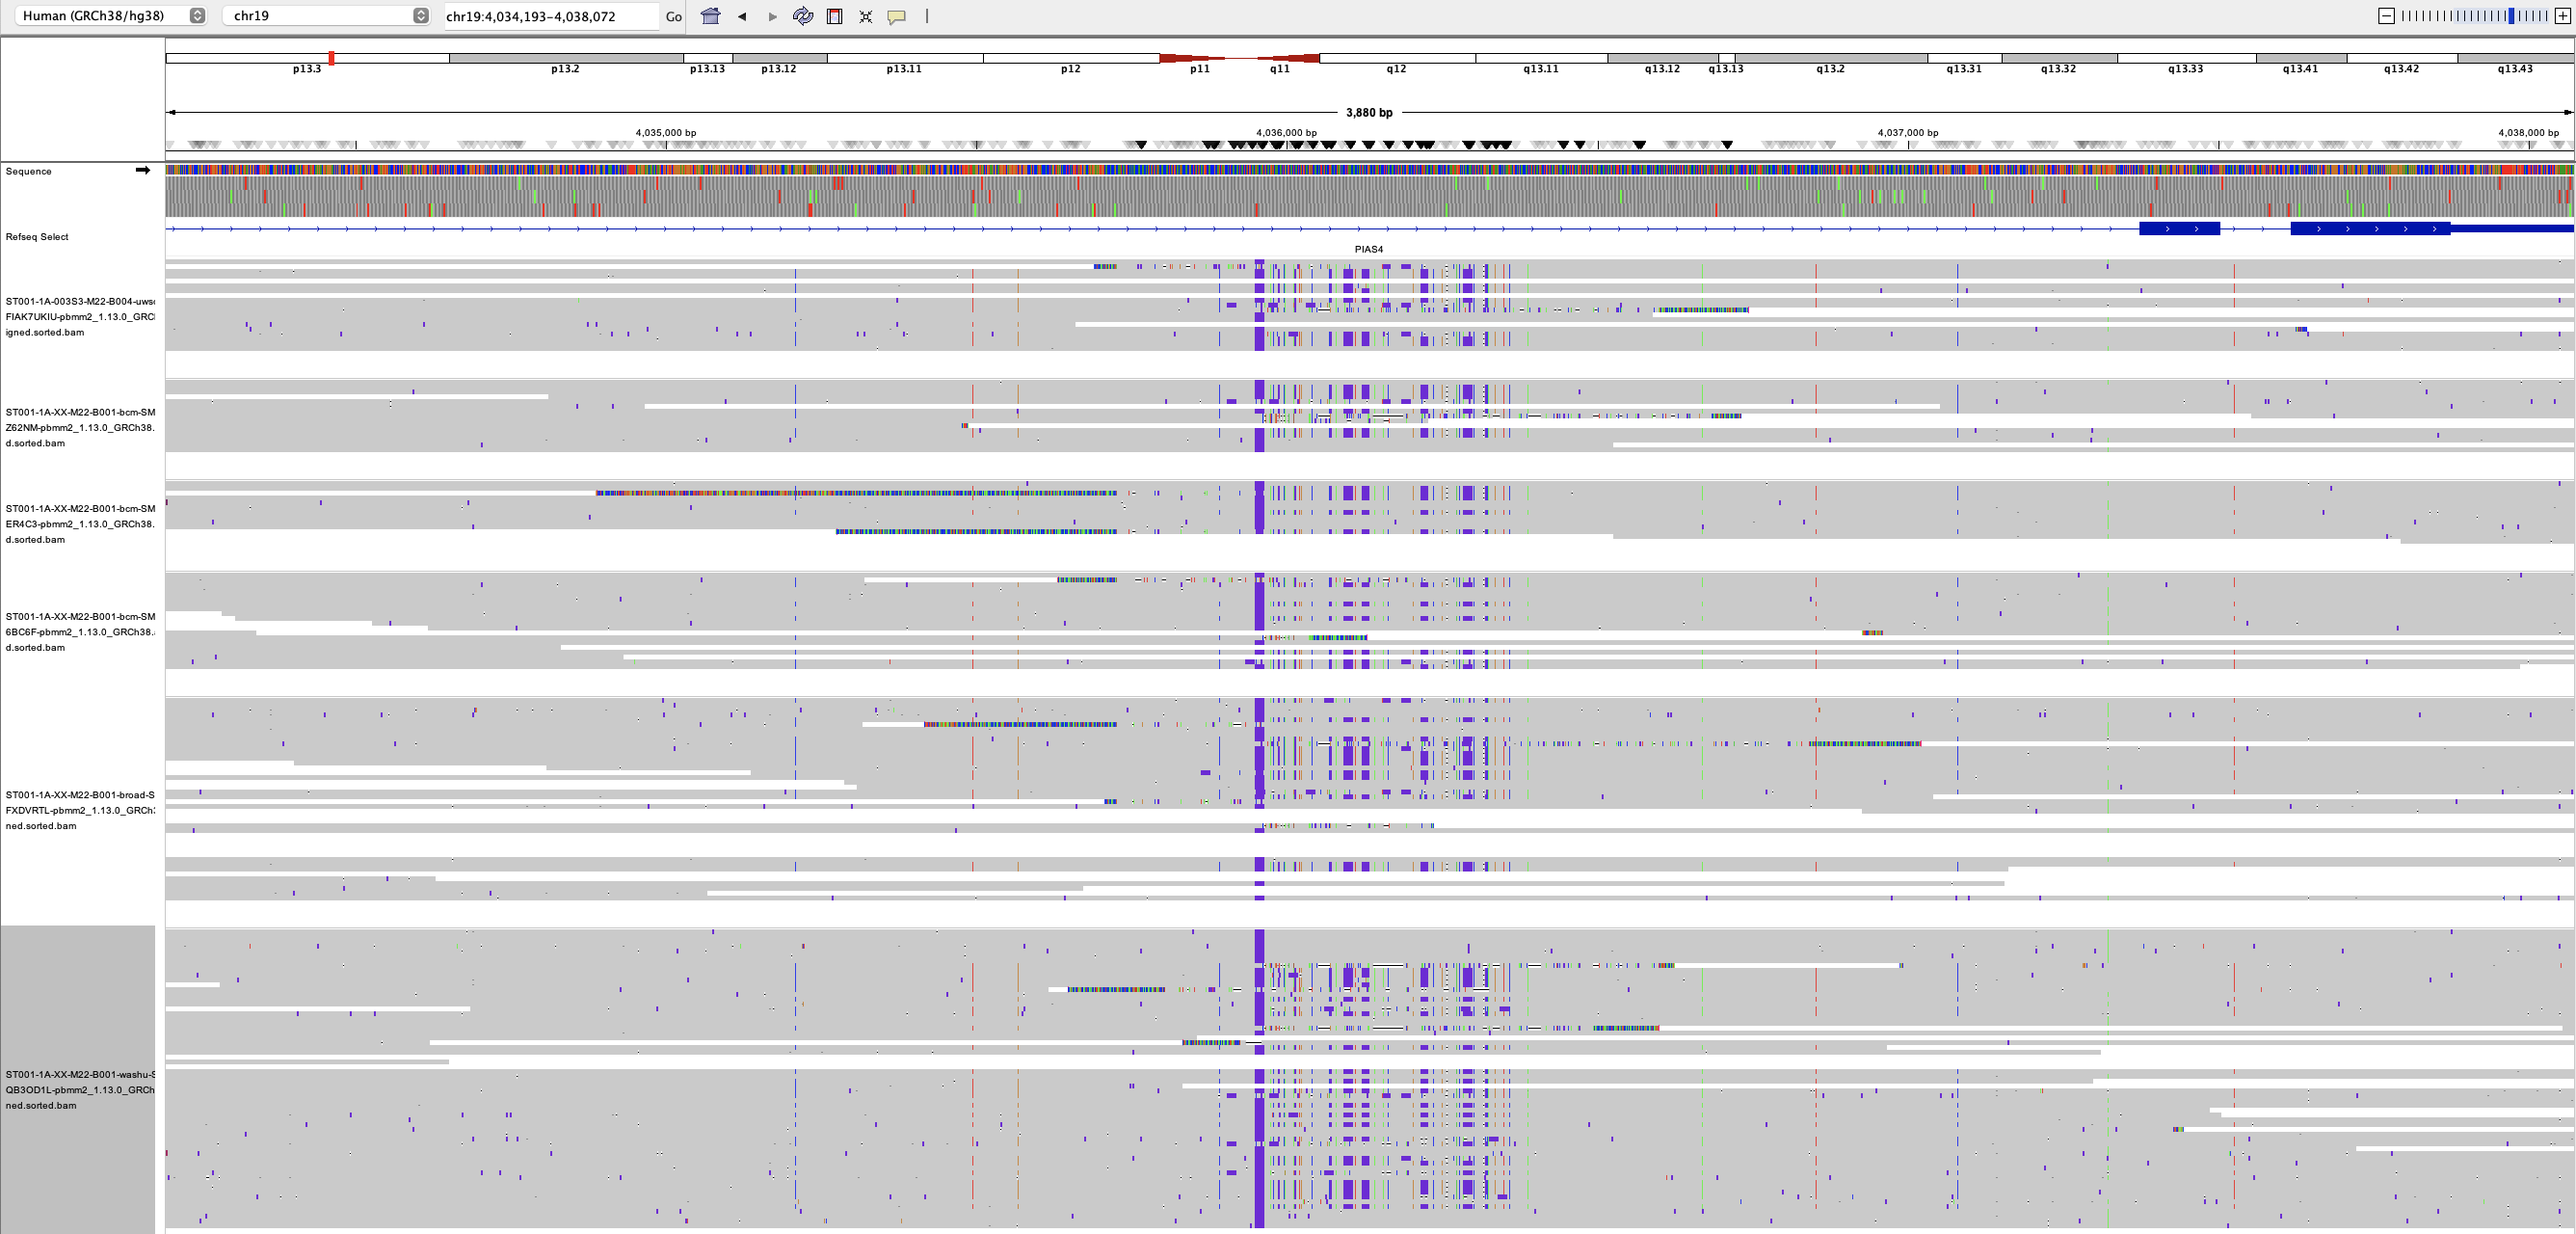 Human (GRCh38/hg38) chr19 chr19:4,034,193-4,038,072 Go
p13.3 p13.2 p13.13 p13.12 p13.11 p12 p11 q11 q12 q13.11 q13.12 q13.13 q13.2 q13.31 q13.32 q13.33 q13.41 q13.42 q13.43
3,880 bp
4,035,000 bp 4,036,000 bp 4,037,000 bp 4,038,000 bp
Sequence
Refseq Select
PIAS4
ST001-1A-003S3-M22-B004-uws
FIAK7UKIU-pbmm2_1.13.0_GRC
igned.sorted.bam
ST001-1A-XX-M22-B001-bcm-SM
Z62NM-pbmm2_1.13.0_GRCh38.
d.sorted.bam
ST001-1A-XX-M22-B001-bcm-SM
ER4C3-pbmm2_1.13.0_GRCh38.
d.sorted.bam
ST001-1A-XX-M22-B001-bcm-SM
6BC6F-pbmm2_1.13.0_GRCh38.
d.sorted.bam
ST001-1A-XX-M22-B001-broad-S
FXDVRTL-pbmm2_1.13.0_GRCh
ned.sorted.bam
ST001-1A-XX-M22-B001-washu-S
QB3OD1L-pbmm2_1.13.0_GRCh
ned.sorted.bam